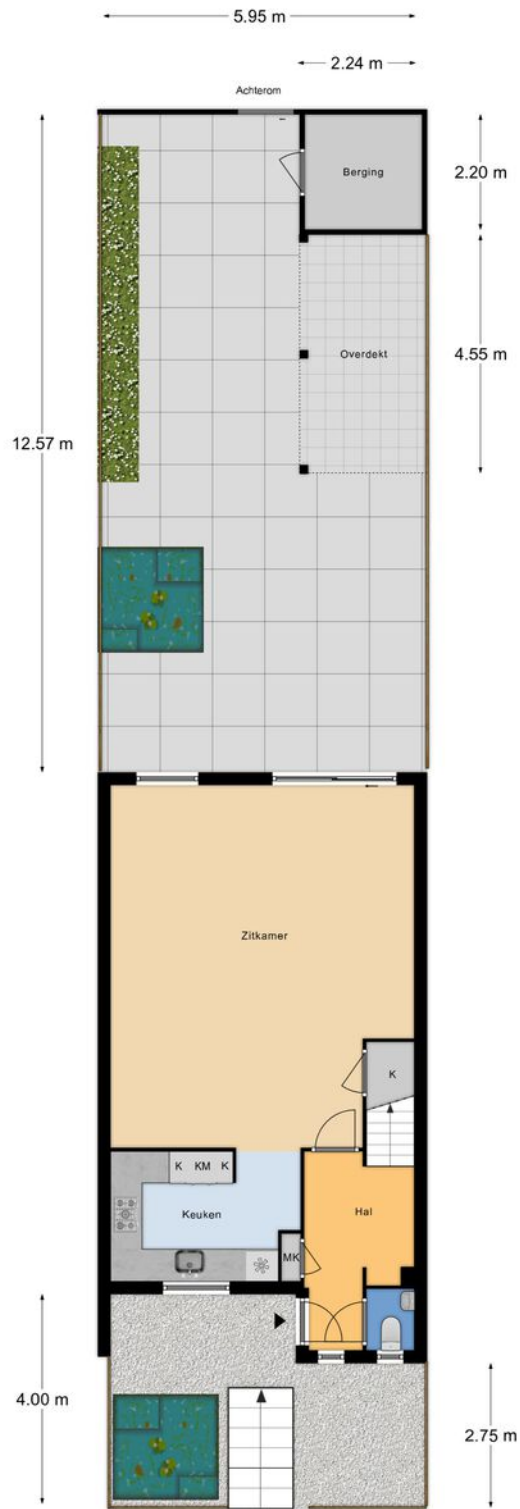 5.95 m
2.24 m
Achterom
Berging
2.20 m
Overdekt
4.55 m
12.57 m
Zitkamer
K
K KM K
Keuken
Hal
MK
4.00 m
2.75 m